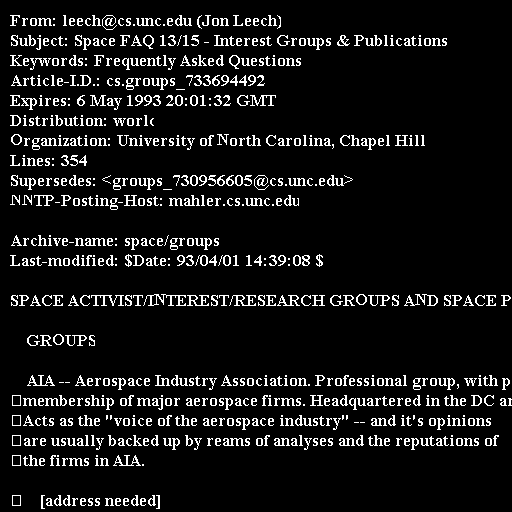 From: leech@cs.unc.edu (Jon Leech)
Subject: Space FAQ 13/15 - Interest Groups & Publications
Keywords: Frequently Asked Questions
Article-I.D.: cs.groups_733694492
Expires: 6 May 1993 20:01:32 GMT
Distribution: world
Organization: University of North Carolina, Chapel Hill
Lines: 354
Supersedes: <groups_730956605@cs.unc.edu>
NNTP-Posting-Host: mahler.cs.unc.edu

Archive-name: space/groups
Last-modified: $Date: 93/04/01 14:39:08 $

SPACE ACTIVIST/INTEREST/RESEARCH GROUPS AND SPACE P

GROUPS

AIA -- Aerospace Industry Association. Professional group, with p
membership of major aerospace firms. Headquartered in the DC ar
Acts as the "voice of the aerospace industry" -- and it's opinions
are usually backed up by reams of analyses and the reputations of
the firms in AIA.

[address needed]